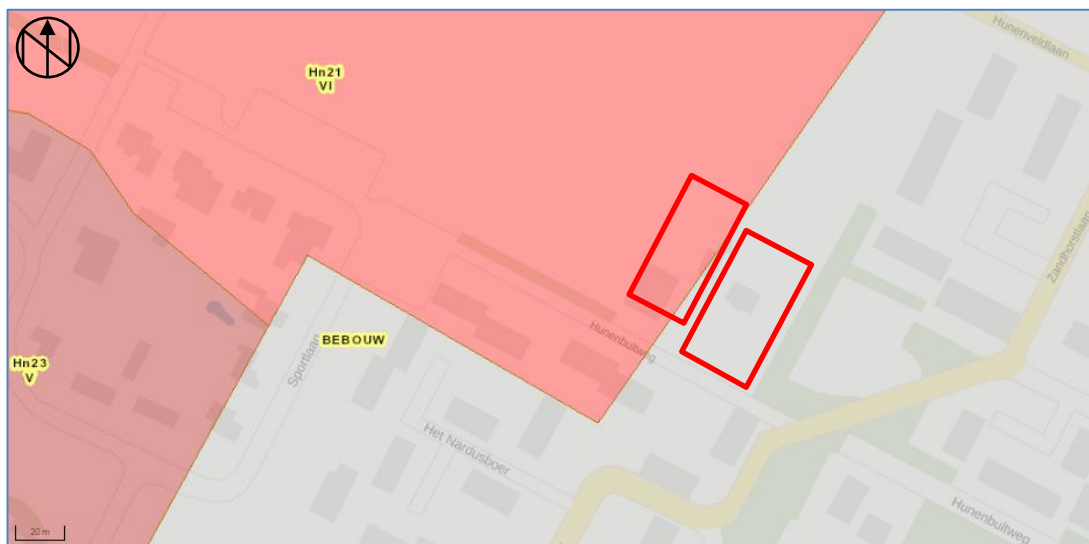 Hunenveldlaan
Hn21
VI
Zandhorstlaan
Hunenbultweg
BEBOUW
Sportlaan
Hn23
V
Het Nardusboer
Hunenbultweg
20 m